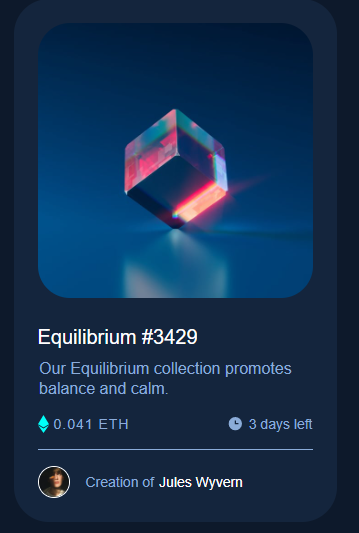 Equilibrium #3429
Our Equilibrium collection promotes
balance and calm.
0.041 ETH 3 days left
Creation of Jules Wyvern